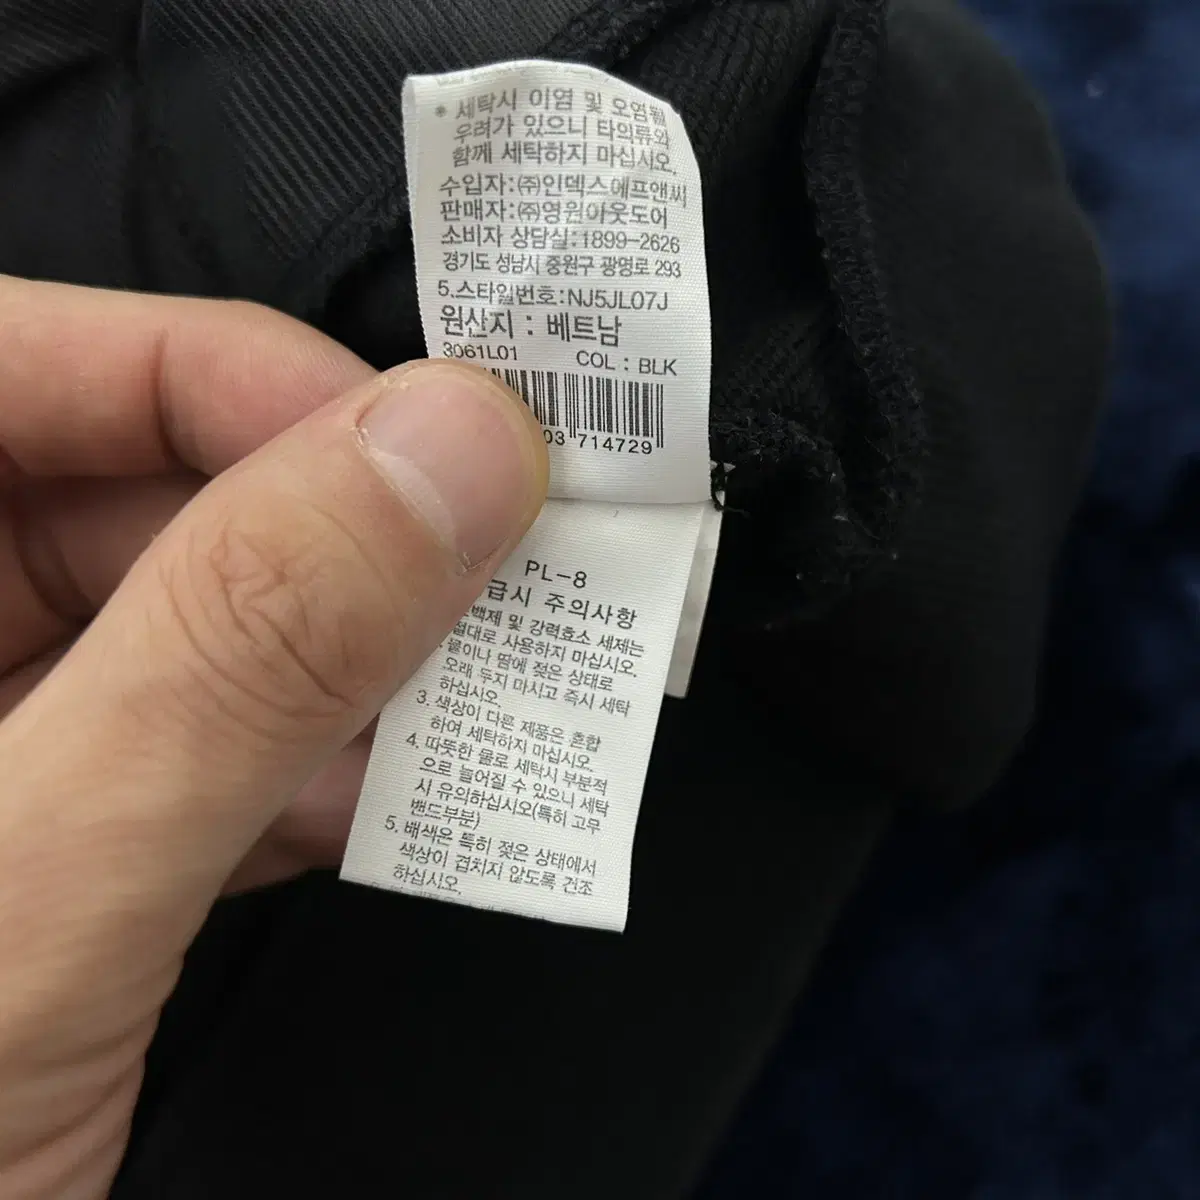 * 세탁시 이염 및 오염될
우려가 있으니 타의류와
함께 세탁하지 마십시오.
수입자:㈜인덱스에프앤씨
판매자:㈜영원아웃도어
소비자 상담실:1899-2626
경기도 성남시 중원구 광명로 293
5.스타일번호:NJ5JL07J
원산지 : 베트남
3061L01 COL : BLK
03 714729
PL-8
급시 주의사항
백제 및 강력효소 세제는
절대로 사용하지 마십시오.
물이나 땀에 젖은 상태로
오래 두지 마시고 즉시 세탁
하십시오.
3. 색상이 다른 제품은 혼합
하여 세탁하지 마십시오.
4. 따뜻한 물로 세탁시 부분적
으로 늘어질 수 있으니 세탁
시 유의하십시오(특히 고무
밴드부분)
5. 배색은 특히 젖은 상태에서
색상이 겹치지 않도록 건조
하십시오.